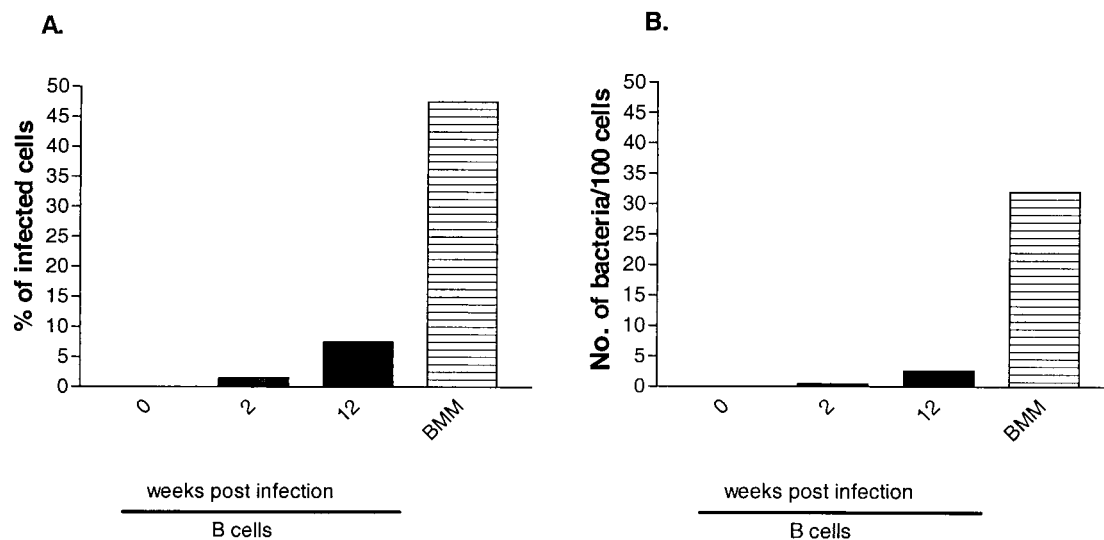 A.
% of infected cells
50
45
40
35
30
25
20
15
10
5
0
0
2
12
BMM
weeks post infection
B cells
B.
No. of bacteria/100 cells
50
45
40
35
30
25
20
15
10
5
0
0
2
12
BMM
weeks post infection
B cells